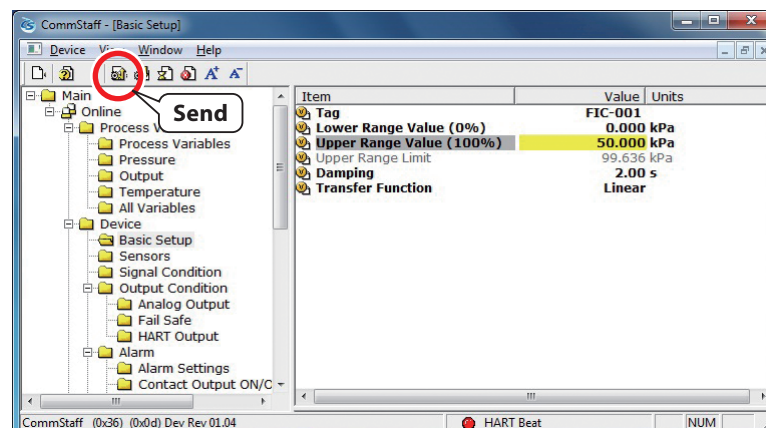 CommStaff - [Basic Setup]
Device View Window Help
Send
Main
Online
Process V
Process Variables
Pressure
Output
Temperature
All Variables
Device
Basic Setup
Sensors
Signal Condition
Output Condition
Analog Output
Fail Safe
HART Output
Alarm
Alarm Settings
Contact Output ON/O
Item Value Units
Tag FIC-001
Lower Range Value (0%) 0.000 kPa
Upper Range Value (100%) 50.000 kPa
Upper Range Limit 99.636 kPa
Damping 2.00 s
Transfer Function Linear
CommStaff (0x36) (0x0d) Dev Rev 01.04 HART Beat NUM